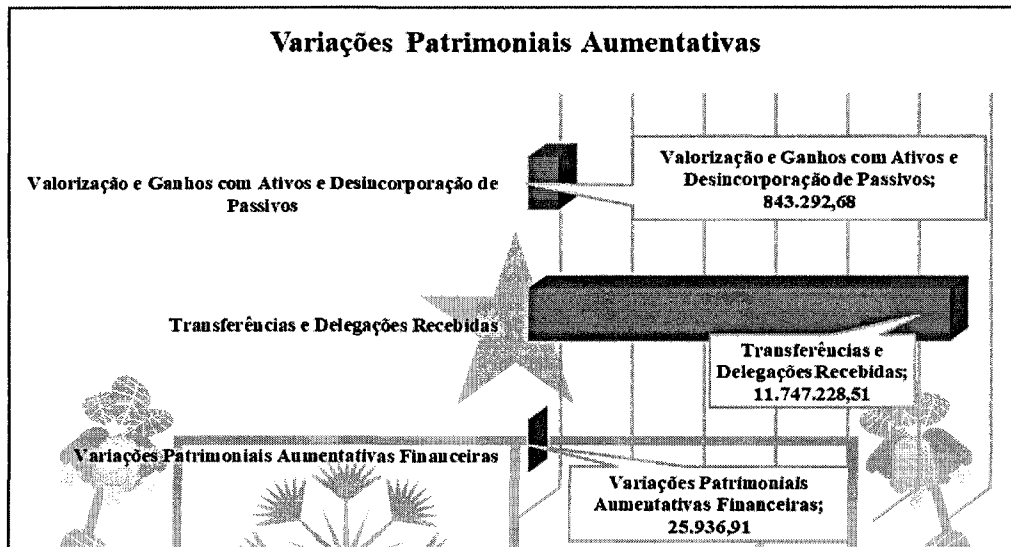 Variações Patrimoniais Aumentativas
Valorização e Ganhos com Ativos e Desincorporação de
Passivos
Valorização e Ganhos com Ativos e
Desincorporação de Passivos;
843.292,68
Transferências e Delegações Recebidas
Transferências e
Delegações Recebidas;
11.747.228,51
Variações Patrimoniais Aumentativas Financeiras
Variações Patrimoniais
Aumentativas Financeiras;
25.936,91